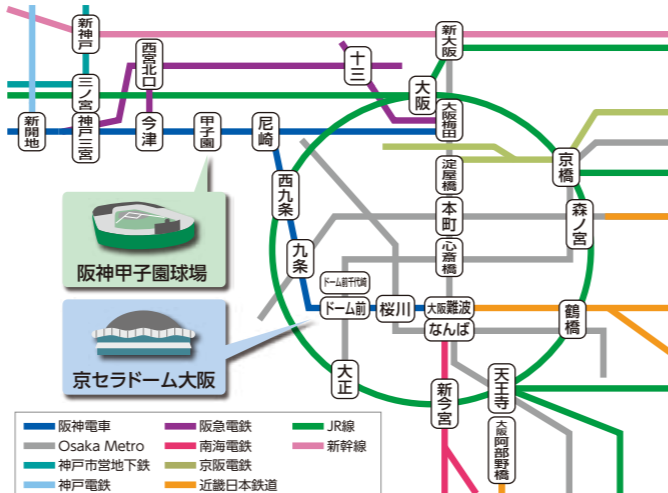 新神戸
三ノ宮
神戸三宮
新開地
西宮北口
今津
甲子園
尼崎
十三
新大阪
大阪
大阪梅田
淀屋橋
本町
心斎橋
京橋
森ノ宮
西九条
九条
ドーム前千代崎
ドーム前
桜川
大阪難波
なんば
鶴橋
大正
新今宮
天王寺
大阪阿部野橋
阪神甲子園球場
京セラドーム大阪
阪神電車
Osaka Metro
神戸市営地下鉄
神戸電鉄
阪急電鉄
南海電鉄
京阪電鉄
近畿日本鉄道
JR線
新幹線